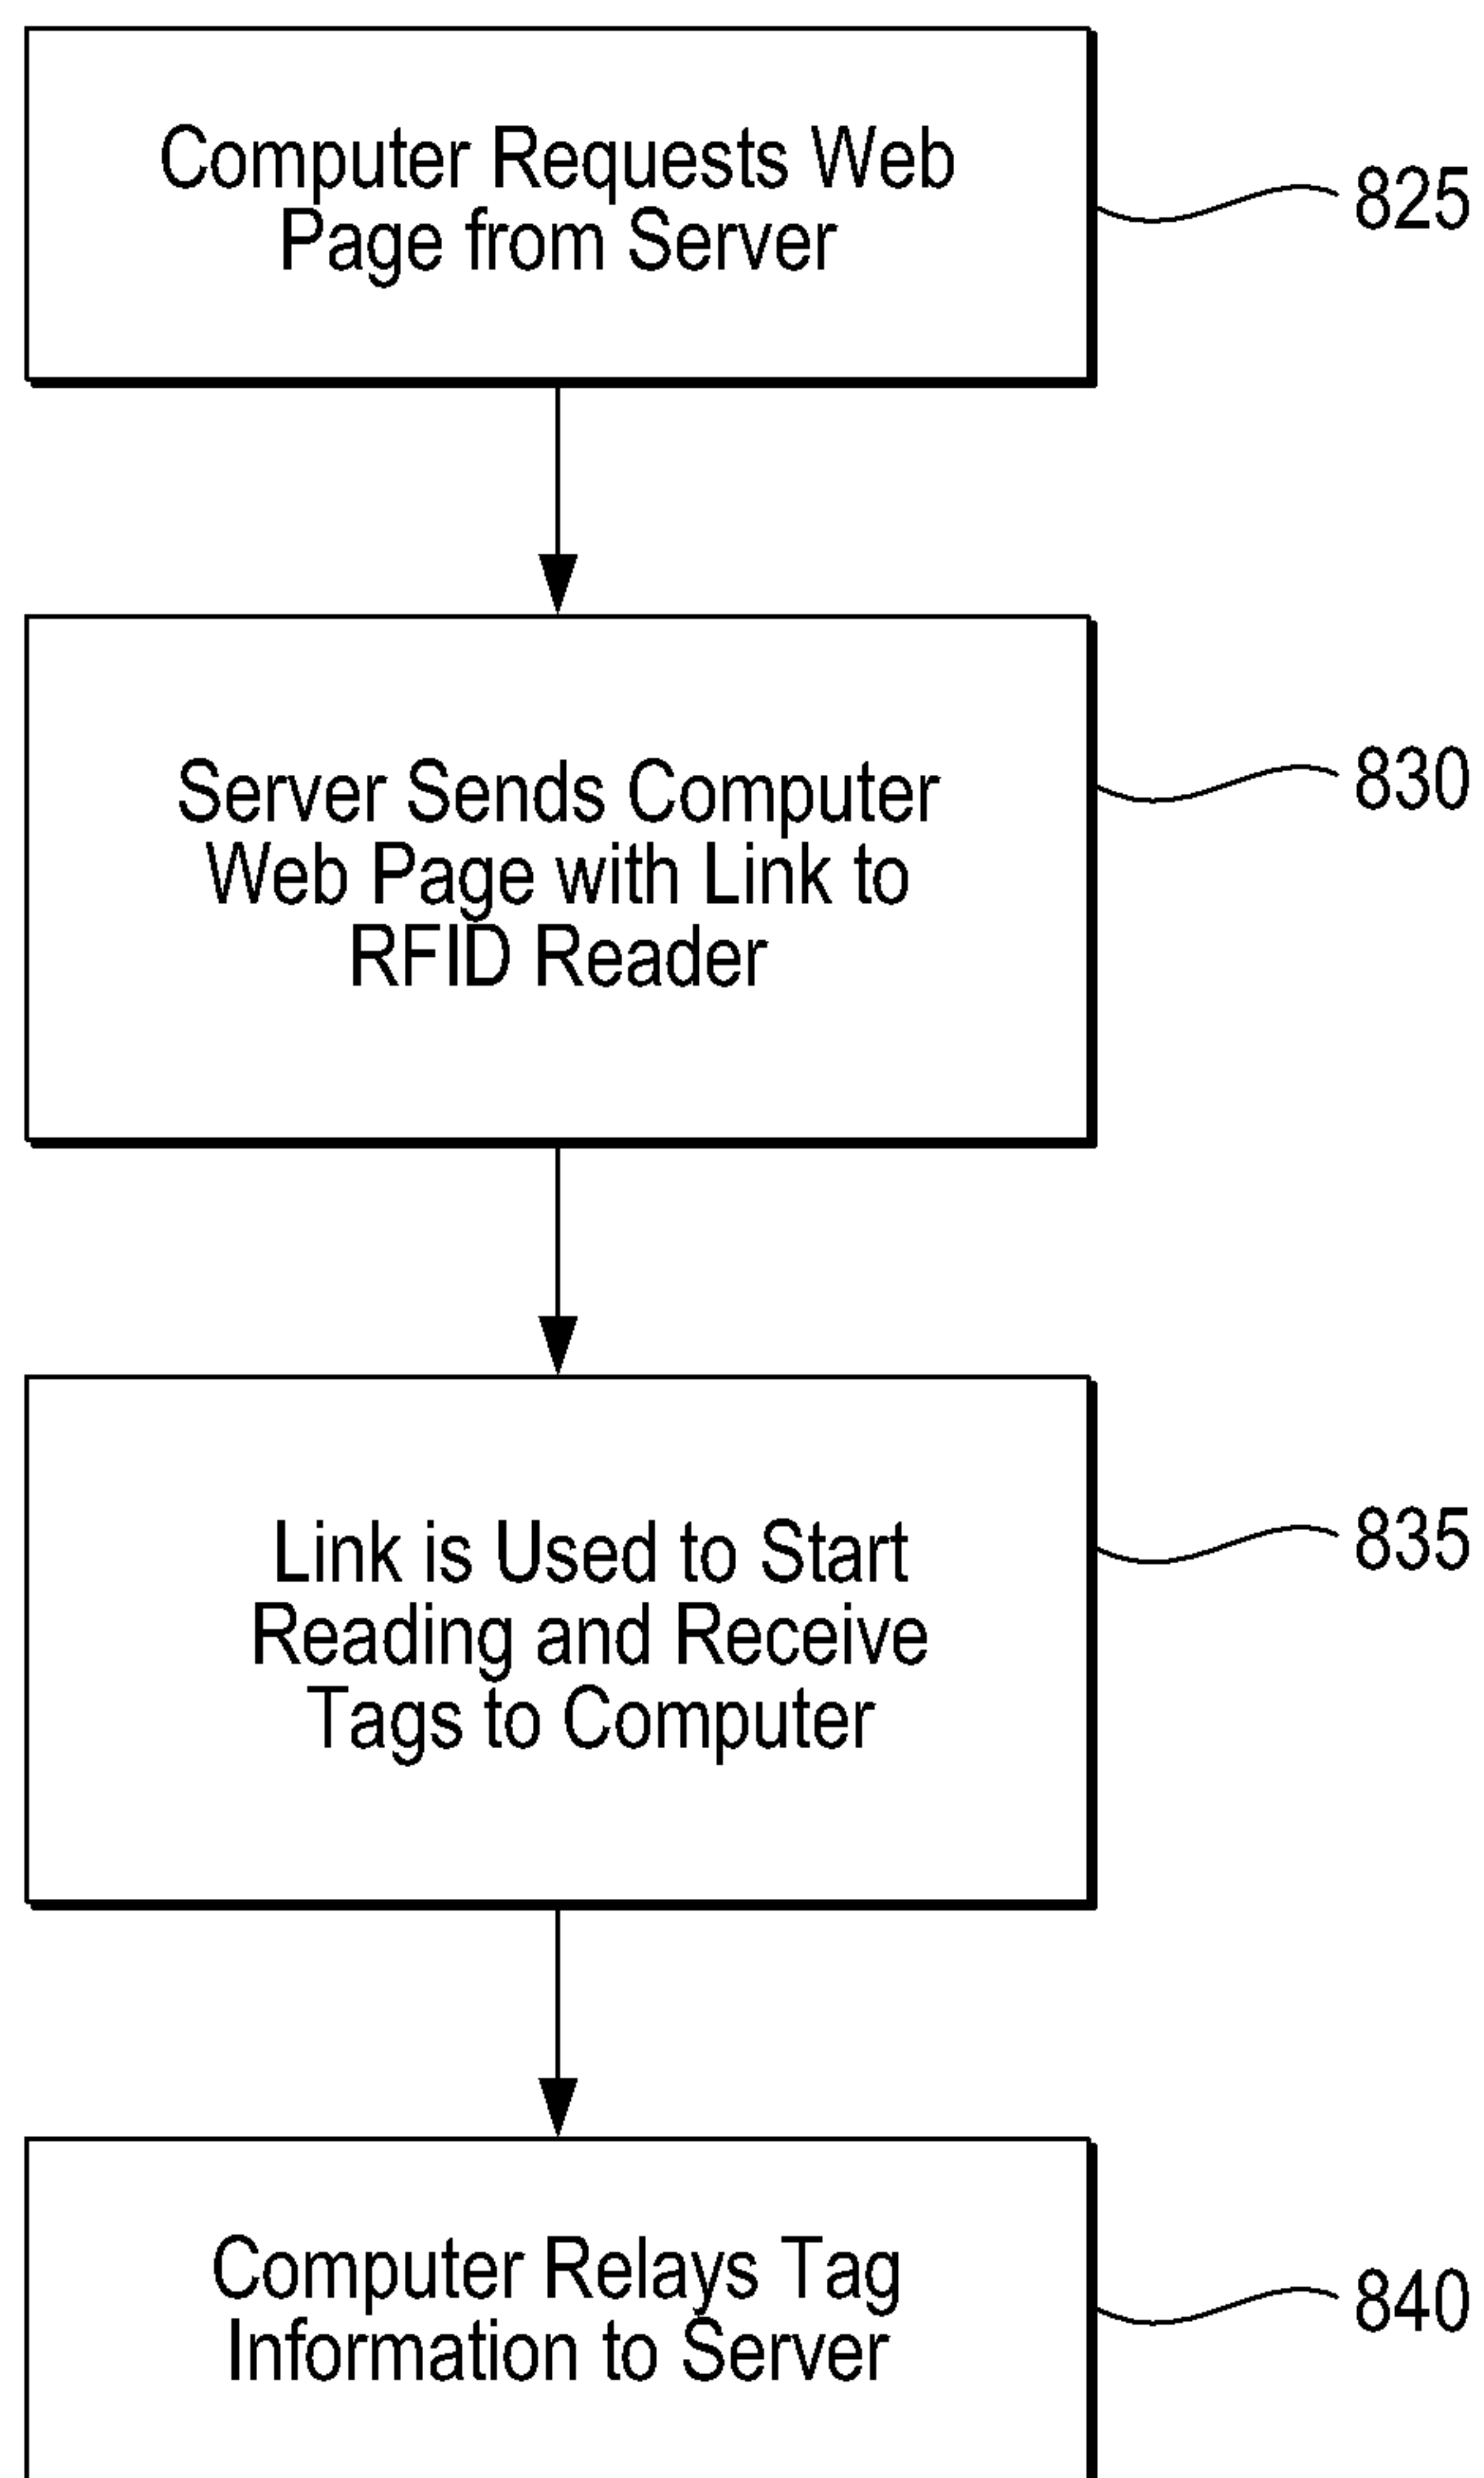 Computer Requests Web
Page from Server
825
Server Sends Computer
Web Page with Link to
RFID Reader
830
Link is Used to Start
Reading and Receive
Tags to Computer
835
Computer Relays Tag
Information to Server
840